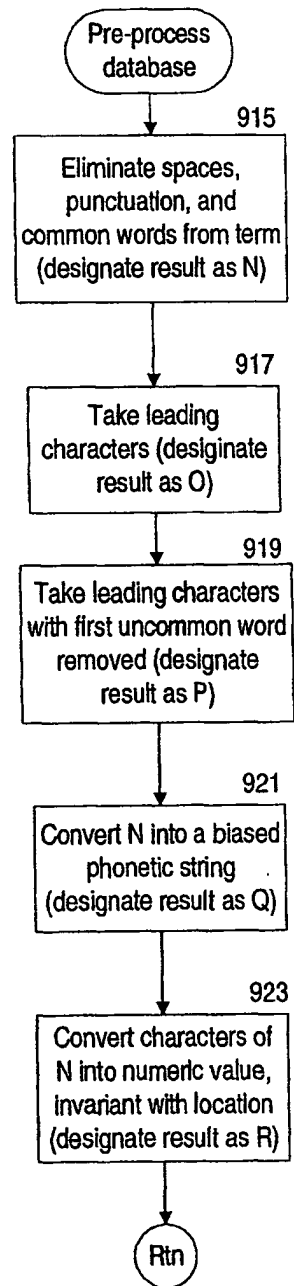 Pre-process
database
915
Eliminate spaces,
punctuation, and
common words from term
(designate result as N)
917
Take leading
characters (desiginate
result as O)
919
Take leading characters
with first uncommon word
removed (designate
result as P)
921
Convert N into a biased
phonetic string
(designate result as Q)
923
Convert characters of
N into numeric value,
invariant with location
(designate result as R)
Rtn